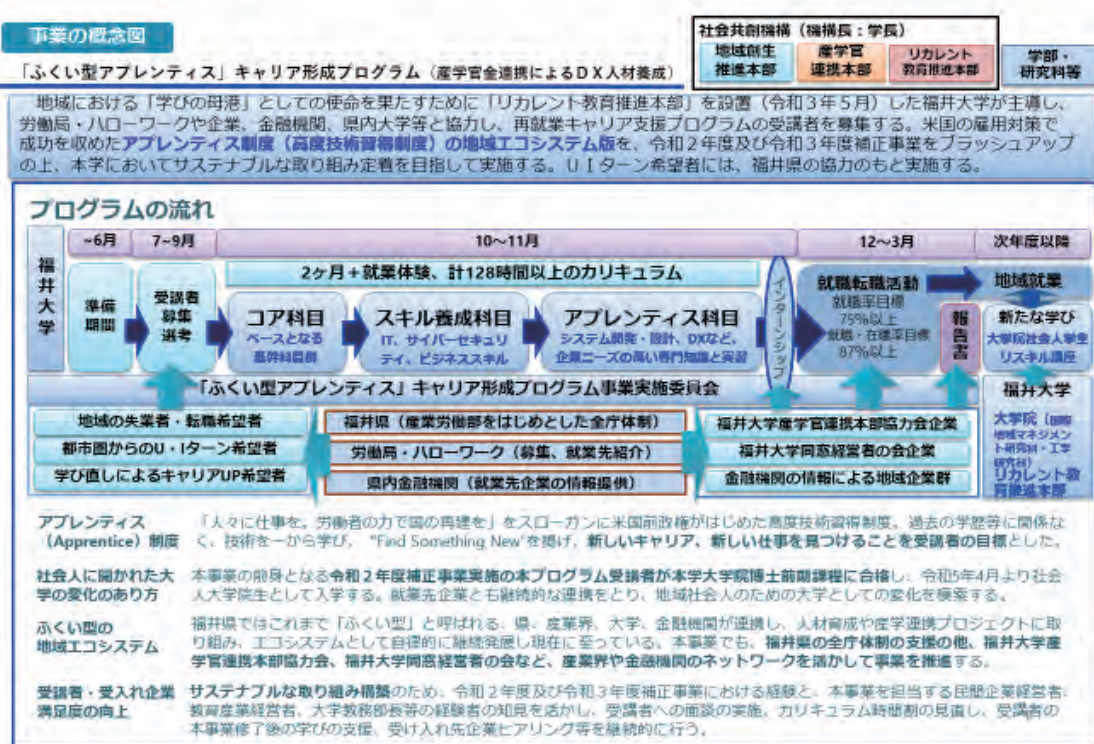 事業の概念図
社会共創機構（機構長：学長）
地域創生
推進本部
産学官
連携本部
リカレント
教育推進本部
学部・
研究科等
「ふくい型アプレンティス」キャリア形成プログラム（産学官金連携によるＤＸ人材養成）
地域における「学びの母港」としての使命を果たすために「リカレント教育推進本部」を設置（令和３年５月）した福井大学が主導し、
労働局・ハローワークや企業、金融機関、県内大学等と協力し、再就業キャリア支援プログラムの受講者を募集する。米国の雇用対策で
成功を収めたアプレンティス制度（高度技術習得制度）の地域エコシステム版を、令和２年度及び令和３年度補正事業をブラッシュアップ
の上、本学においてサステナブルな取り組み定着を目指して実施する。ＵＩターン希望者には、福井県の協力のもと実施する。
プログラムの流れ
福井大学
~6月
7~9月
10～11月
12～3月
次年度以降
準備
期間
受講者
募集
選考
2ヶ月＋就業体験、計128時間以上のカリキュラム
コア科目
ベースとなる
基幹科目群
スキル養成科目
IT、サイバーセキュリ
ティ、ビジネススキル
アプレンティス科目
システム開発・設計、DXなど、
企業ニーズの高い専門知識と実習
インターンシップ
就職転職活動
就職率目標
75%以上
就職・在職率目標
87%以上
報告書
地域就業
新たな学び
大学院社会人学生
リスキル講座
「ふくい型アプレンティス」キャリア形成プログラム事業実施委員会
地域の失業者・転職希望者
都市圏からのU・Iターン希望者
学び直しによるキャリアUP希望者
福井県（産業労働部をはじめとした全庁体制）
労働局・ハローワーク（募集、就業先紹介）
県内金融機関（就業先企業の情報提供）
福井大学産学官連携本部協力会企業
福井大学同窓経営者の会企業
金融機関の情報による地域企業群
福井大学
大学院（国際
地域マネジメン
ト研究科・工学
研究科）
リカレント教
育推進本部
アプレンティス
（Apprentice）制度
「人々に仕事を。労働者の力で国の再建を」をスローガンに米国前政権がはじめた高度技術習得制度。過去の学歴等に関係な
く、技術を一から学び， “Find Something New”を掲げ，新しいキャリア、新しい仕事を見つけることを受講者の目標とした。
社会人に開かれた大
学の変化のあり方
本事業の前身となる令和２年度補正事業実施の本プログラム受講者が本学大学院博士前期課程に合格し、令和5年4月より社会
人大学院生として入学する。就業先企業とも継続的な連携をとり、地域社会人のための大学としての変化を模索する。
ふくい型の
地域エコシステム
福井県ではこれまで「ふくい型」と呼ばれる、県、産業界、大学、金融機関が連携し、人材育成や産学連携プロジェクトに取
り組み、エコシステムとして自律的に継続発展し現在に至っている。本事業でも、福井県の全庁体制の支援の他、福井大学産
学官連携本部協力会、福井大学同窓経営者の会など、産業界や金融機関のネットワークを活かして事業を推進する。
受講者・受入れ企業
満足度の向上
サステナブルな取り組み構築のため、令和２年度及び令和３年度補正事業における経験と、本事業を担当する民間企業経営者、
教育産業経営者、大学教務部長等の経験者の知見を活かし、受講者への面談の実施、カリキュラム時間割の見直し、受講者の
本事業修了後の学びの支援、受け入れ先企業ヒアリング等を継続的に行う。